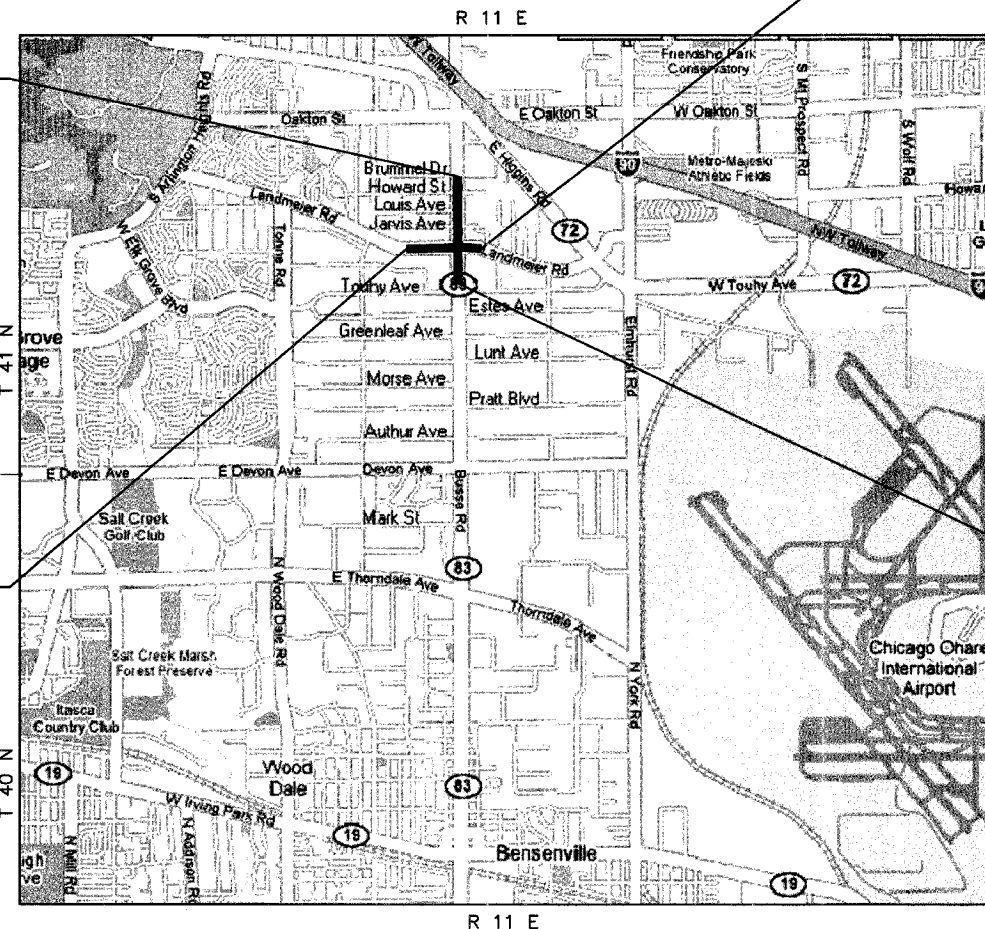 R 11 E
NW Tollway
Friendship Park
Conservatory
S Arlington Heights Rd
Oakton St
E Oakton St
W Oakton St
S Mt Prospect Rd
S Wolf Rd
E Higgins Rd
90
Metro-Majeski
Athletic Fields
Brummel Dr
Howard St
Louis Ave
Jarvis Ave
Landmeier Rd
Tonne Rd
72
W Elk Grove Blvd
Landmeier Rd
N W Tollway
Touhy Ave
83
W Touhy Ave
72
Estes Ave
Greenleaf Ave
Elmhurst Rd
T 41 N
Lunt Ave
Morse Ave
Pratt Blvd
Authur Ave
E Devon Ave
E Devon Ave
Devon Ave
Busse Rd
Salt Creek
Golf Club
Mark St
83
E Thorndale Ave
Thorndale Ave
N Wood Dale Rd
Salt Creek Marsh
Forest Preserve
Chicago Ohare
International
Airport
N York Rd
Itasca
Country Club
T 40 N
19
Wood
Dale
83
W Irving Park Rd
19
N Addison R
N Mill Rd
Bensenville
19
R 11 E